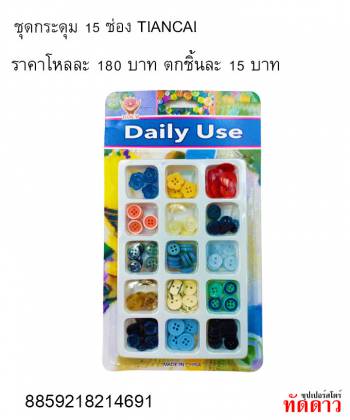 ชุดกระดุม 15 ช่อง TIANCAI
ราคาโหลละ 180 บาท ตกชิ้นละ 15 บาท
Daily Use
MADE IN CHINA
8859218214691
ซุปเปอร์สโตร์
ทัดดาว